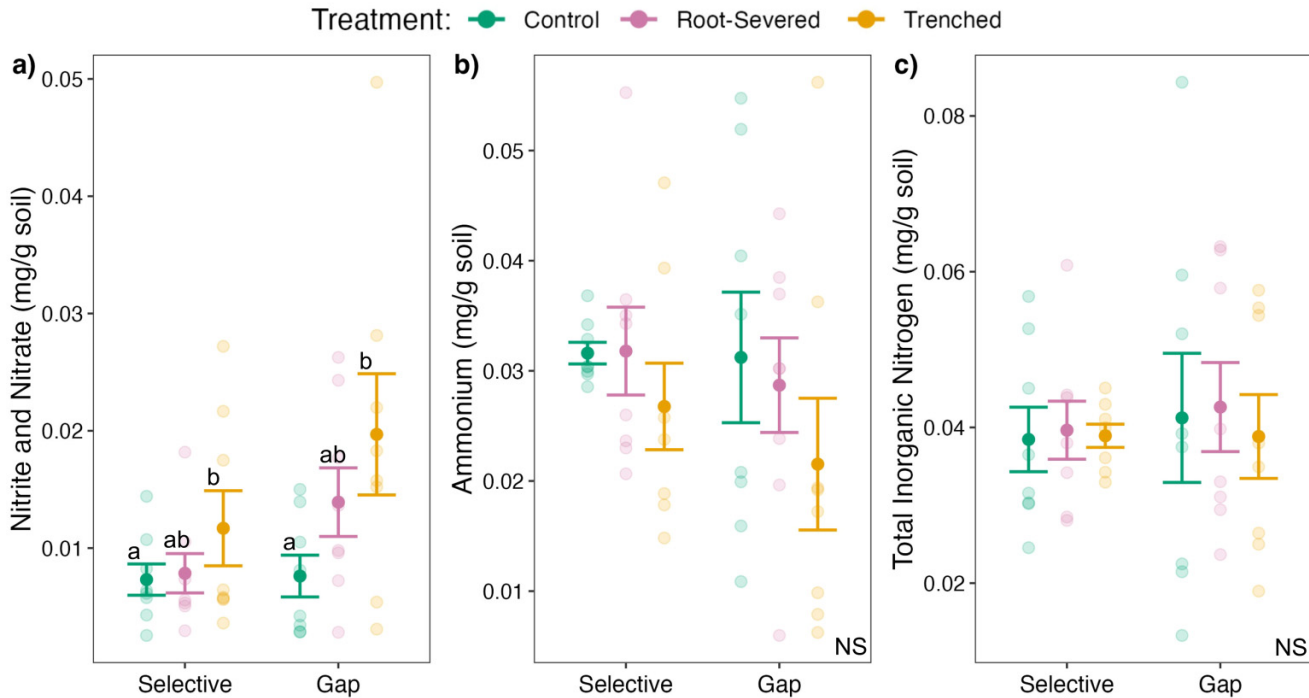 Treatment: Control Root-Severed Trenched
a)
Nitrite and Nitrate (mg/g soil)
0.05
0.04
0.03
0.02
0.01
a ab b a ab b
Selective Gap
b)
Ammonium (mg/g soil)
0.05
0.04
0.03
0.02
0.01
NS
Selective Gap
c)
Total Inorganic Nitrogen (mg/g soil)
0.08
0.06
0.04
0.02
NS
Selective Gap